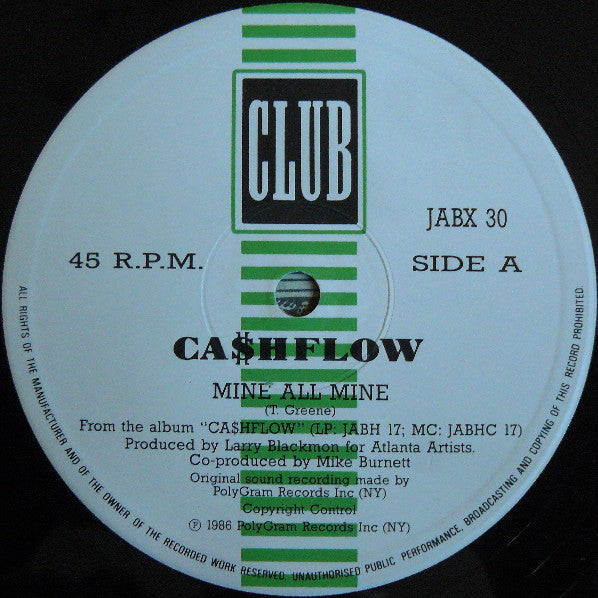 CLUB
JABX 30
45 R.P.M.
SIDE A
CA$HFLOW
MINE ALL MINE
(T. Greene)
From the album "CA$HFLOW" (LP: JABH 17; MC: JABHC 17)
Produced by Larry Blackmon for Atlanta Artists.
Co-produced by Mike Burnett
Original sound recording made by
PolyGram Records Inc (NY)
Copyright Control
℗ 1986 PolyGram Records Inc (NY)
ALL RIGHTS OF THE MANUFACTURER AND OF THE OWNER OF THE RECORDED WORK RESERVED. UNAUTHORISED PUBLIC PERFORMANCE, BROADCASTING AND COPYING OF THIS RECORD PROHIBITED.